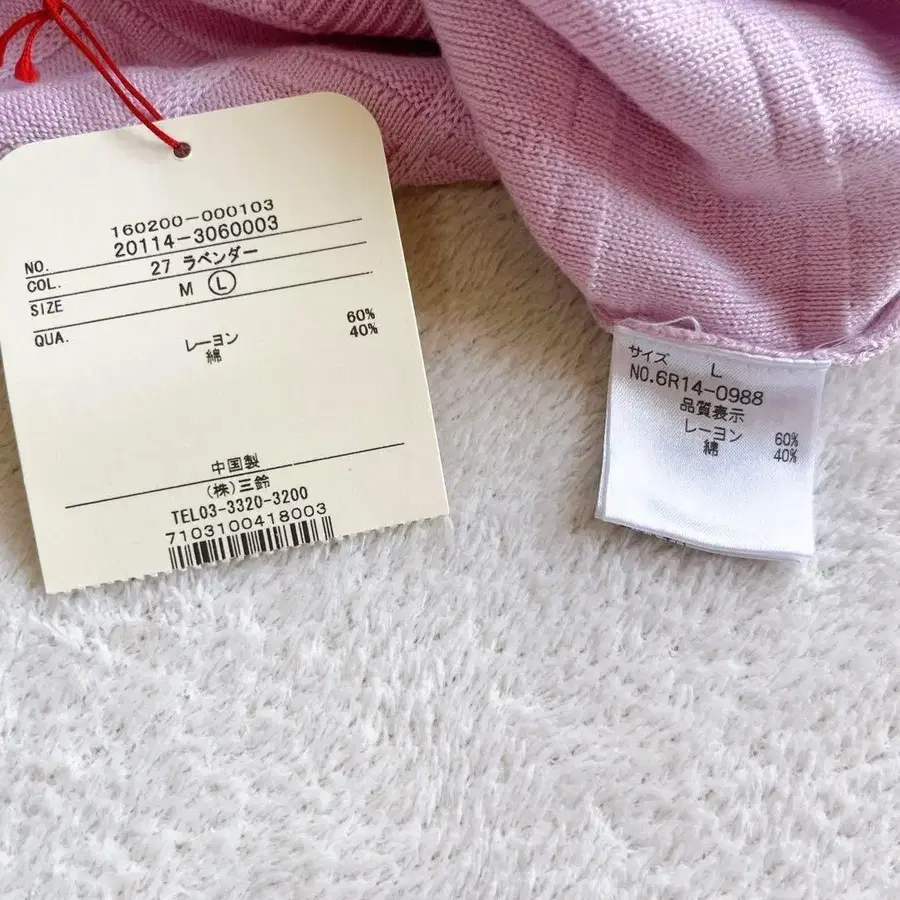 160200-000103
NO. 20114-3060003
COL. 27 ラベンダー
SIZE M L
QUA.
レーヨン 60%
綿 40%
中国製
(株)三鈴
TEL03-3320-3200
7103100418003
サイズ L
NO.6R14-0988
品質表示
レーヨン 60%
綿 40%